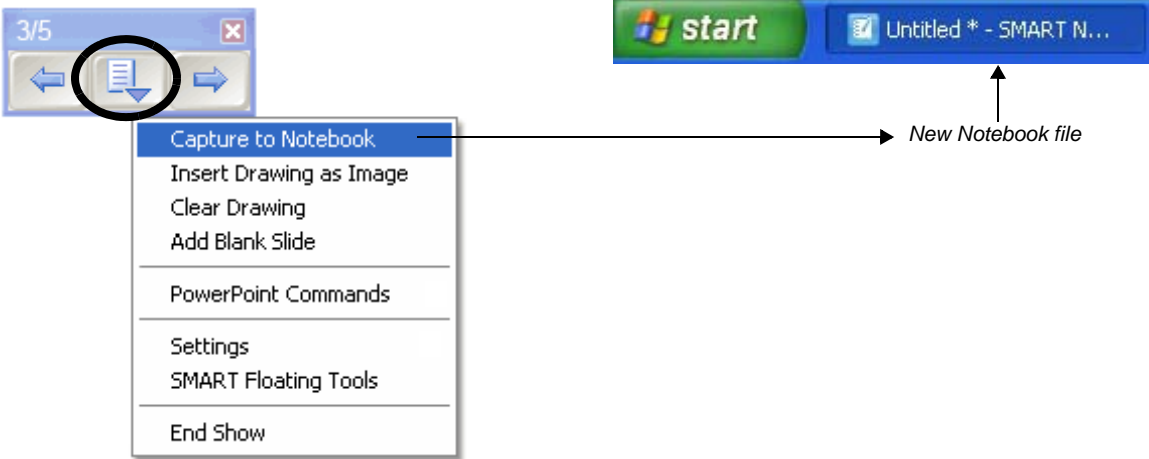 3/5
start
Untitled * - SMART N...
Capture to Notebook
New Notebook file
Insert Drawing as Image
Clear Drawing
Add Blank Slide
PowerPoint Commands
Settings
SMART Floating Tools
End Show